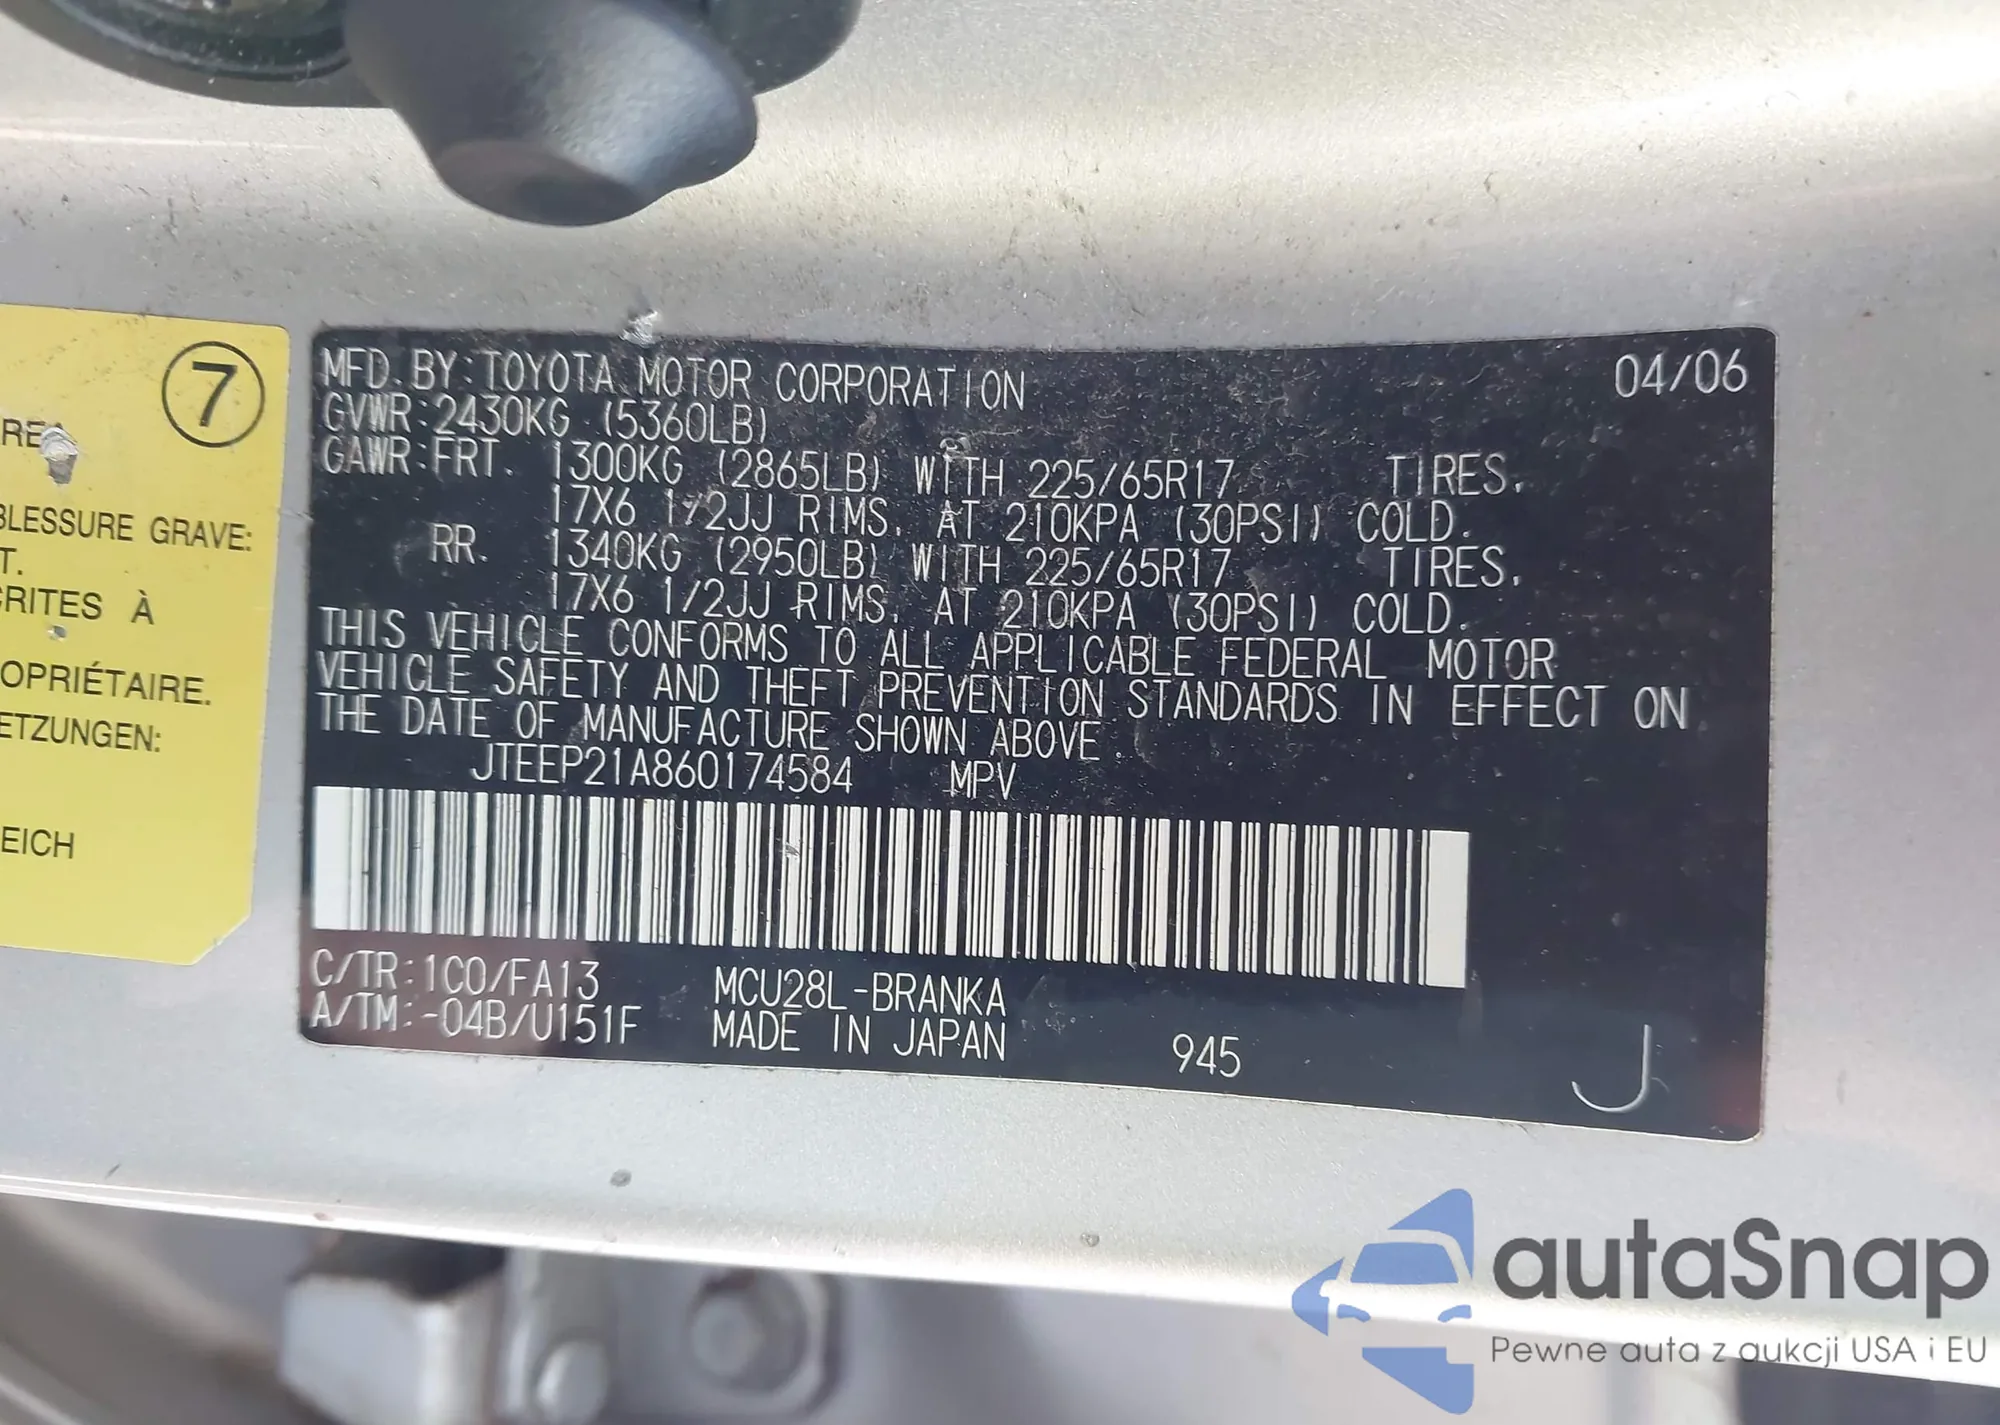 7
BLESSURE GRAVE:
T.
CRITES À
OPRIÉTAIRE.
ETZUNGEN:
EICH
MFD. BY: TOYOTA MOTOR CORPORATION 04/06
GVWR: 2430KG (5360LB)
GAWR: FRT. 1300KG (2865LB) WITH 225/65R17 TIRES.
17X6 1/2JJ RIMS, AT 210KPA (30PSI) COLD.
RR. 1340KG (2950LB) WITH 225/65R17 TIRES,
17X6 1/2JJ RIMS, AT 210KPA (30PSI) COLD.
THIS VEHICLE CONFORMS TO ALL APPLICABLE FEDERAL MOTOR
VEHICLE SAFETY AND THEFT PREVENTION STANDARDS IN EFFECT ON
THE DATE OF MANUFACTURE SHOWN ABOVE.
JTEEP21A860174584 MPV
C/TR: 1C0/FA13 MCU28L-BRANKA
A/TM: -04B/U151F MADE IN JAPAN 945
J
autaSnap
Pewne auta z aukcji USA i EU